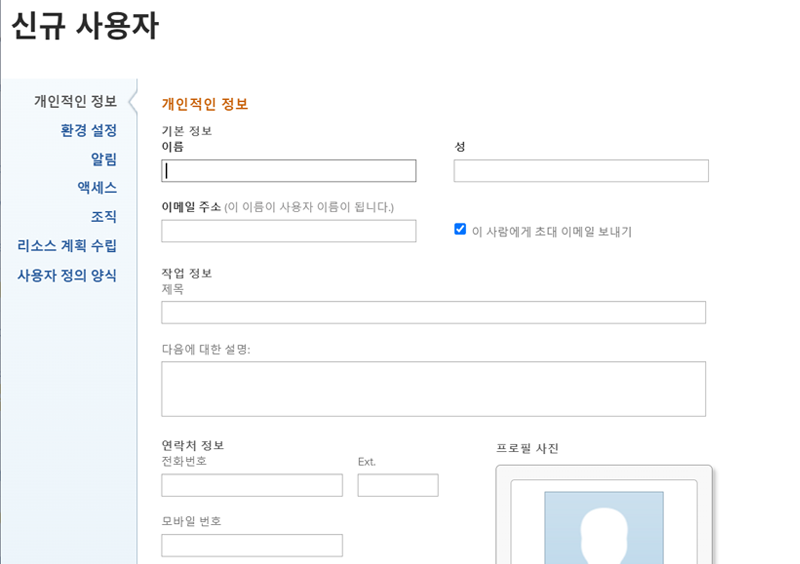 신규 사용자
개인적인 정보
환경 설정
알림
액세스
조직
리소스 계획 수립
사용자 정의 양식
개인적인 정보
기본 정보
이름
성
이메일 주소 (이 이름이 사용자 이름이 됩니다.)
이 사람에게 초대 이메일 보내기
작업 정보
제목
다음에 대한 설명:
연락처 정보
전화번호
Ext.
프로필 사진
모바일 번호